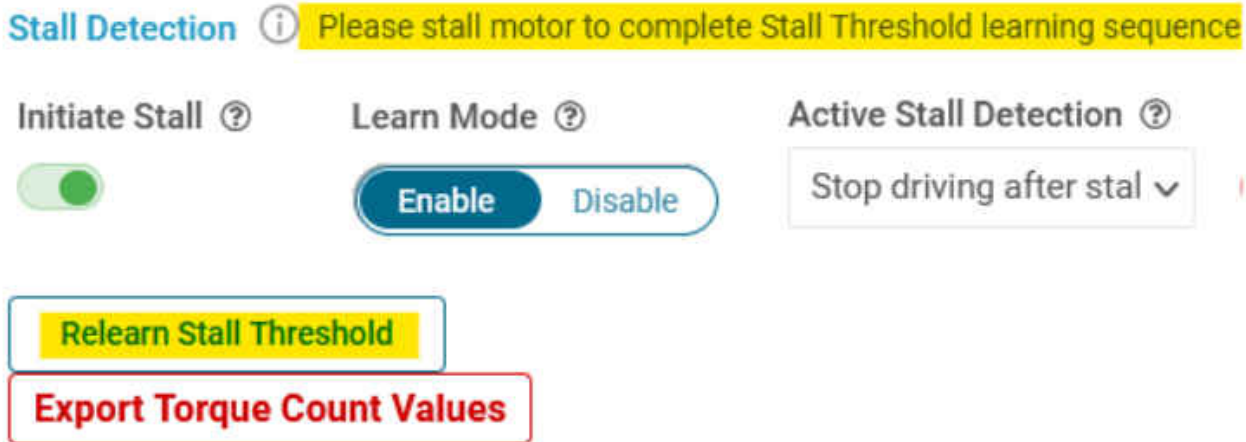 Stall Detection Please stall motor to complete Stall Threshold learning sequence
Initiate Stall Learn Mode Active Stall Detection
Enable Disable Stop driving after stal
Relearn Stall Threshold
Export Torque Count Values